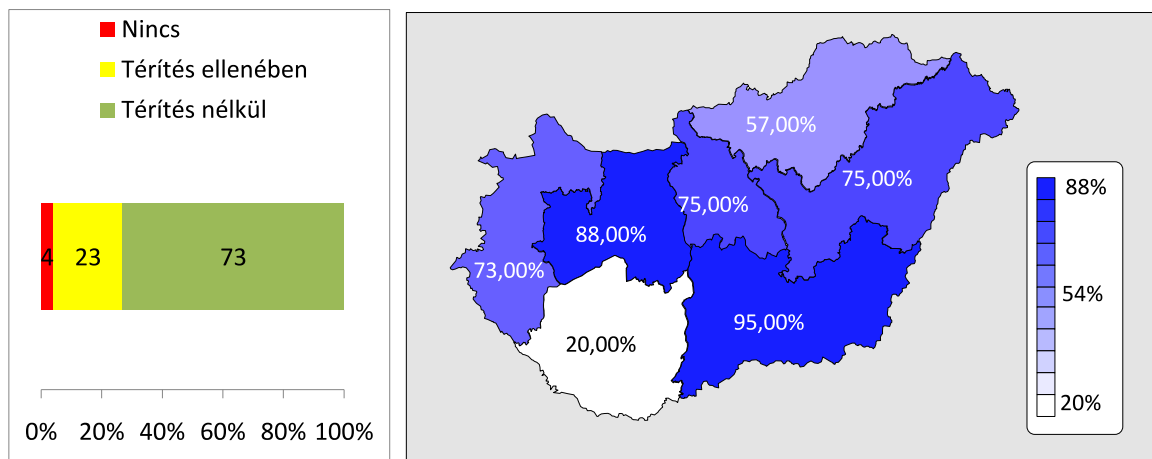 Nincs
Térítés ellenében
Térítés nélkül
4 23 73
0% 20% 40% 60% 80% 100%
57,00%
75,00%
75,00%
88,00%
73,00%
95,00%
20,00%
88%
54%
20%